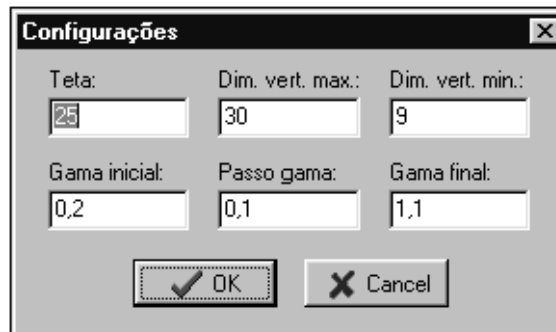 Configurações
Teta: Dim. vert. max.: Dim. vert. min.:
25 30 9
Gama inicial: Passo gama: Gama final:
0,2 0,1 1,1
OK Cancel